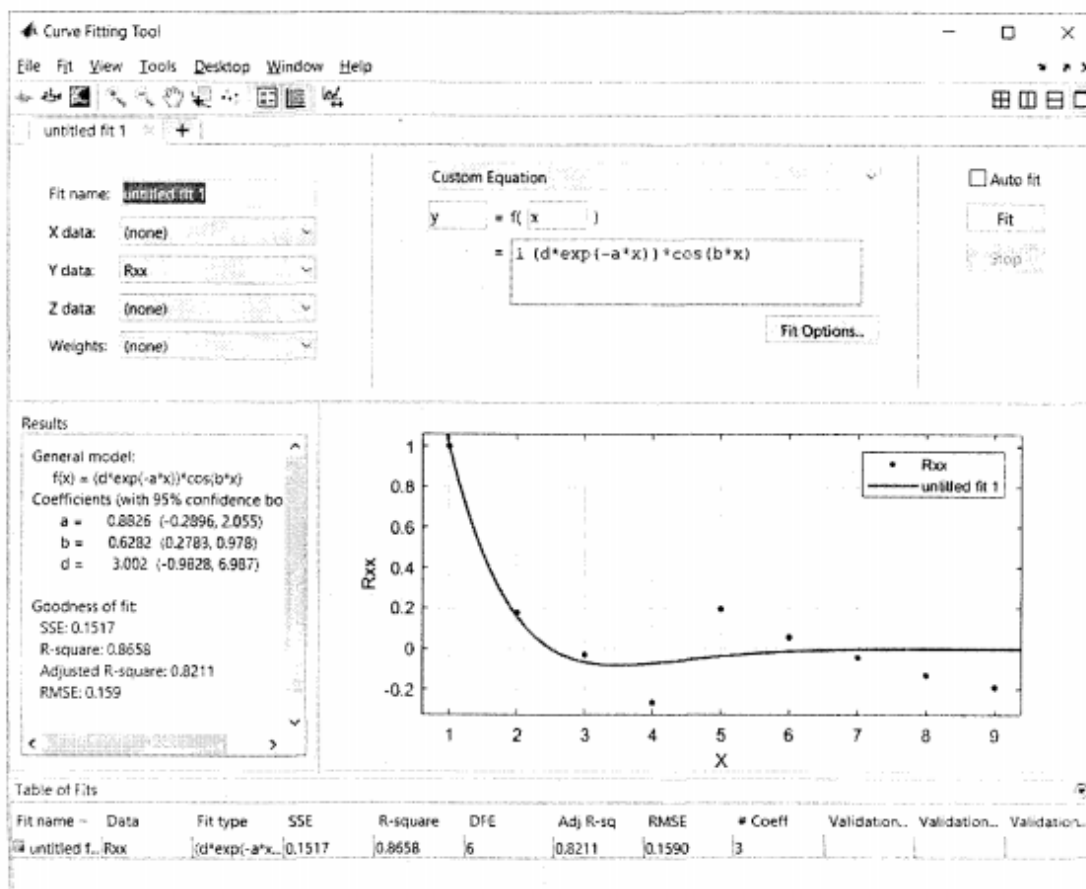 Curve Fitting Tool
File Fit View Tools Desktop Window Help
untitled fit 1
Fit name: untitled fit 1
X data: (none)
Y data: Rxx
Z data: (none)
Weights: (none)
Custom Equation
y = f( x )
= (d*exp(-a*x))*cos(b*x)
Fit Options...
Auto fit
Fit
Stop
Results
General model:
f(x) = (d*exp(-a*x))*cos(b*x)
Coefficients (with 95% confidence bo
a = 0.8826 (-0.2896, 2.055)
b = 0.6282 (0.2783, 0.978)
d = 3.002 (-0.9828, 6.987)
Goodness of fit:
SSE: 0.1517
R-square: 0.8658
Adjusted R-square: 0.8211
RMSE: 0.159
Rxx
untitled fit 1
1
0.8
0.6
0.4
0.2
0
-0.2
Rxx
1 2 3 4 5 6 7 8 9
X
Table of Fits
Fit name Data Fit type SSE R-square DFE Adj R-sq RMSE # Coeff Validation... Validation... Validation...
untitled f... Rxx (d*exp(-a*x... 0.1517 0.8658 6 0.8211 0.1590 3